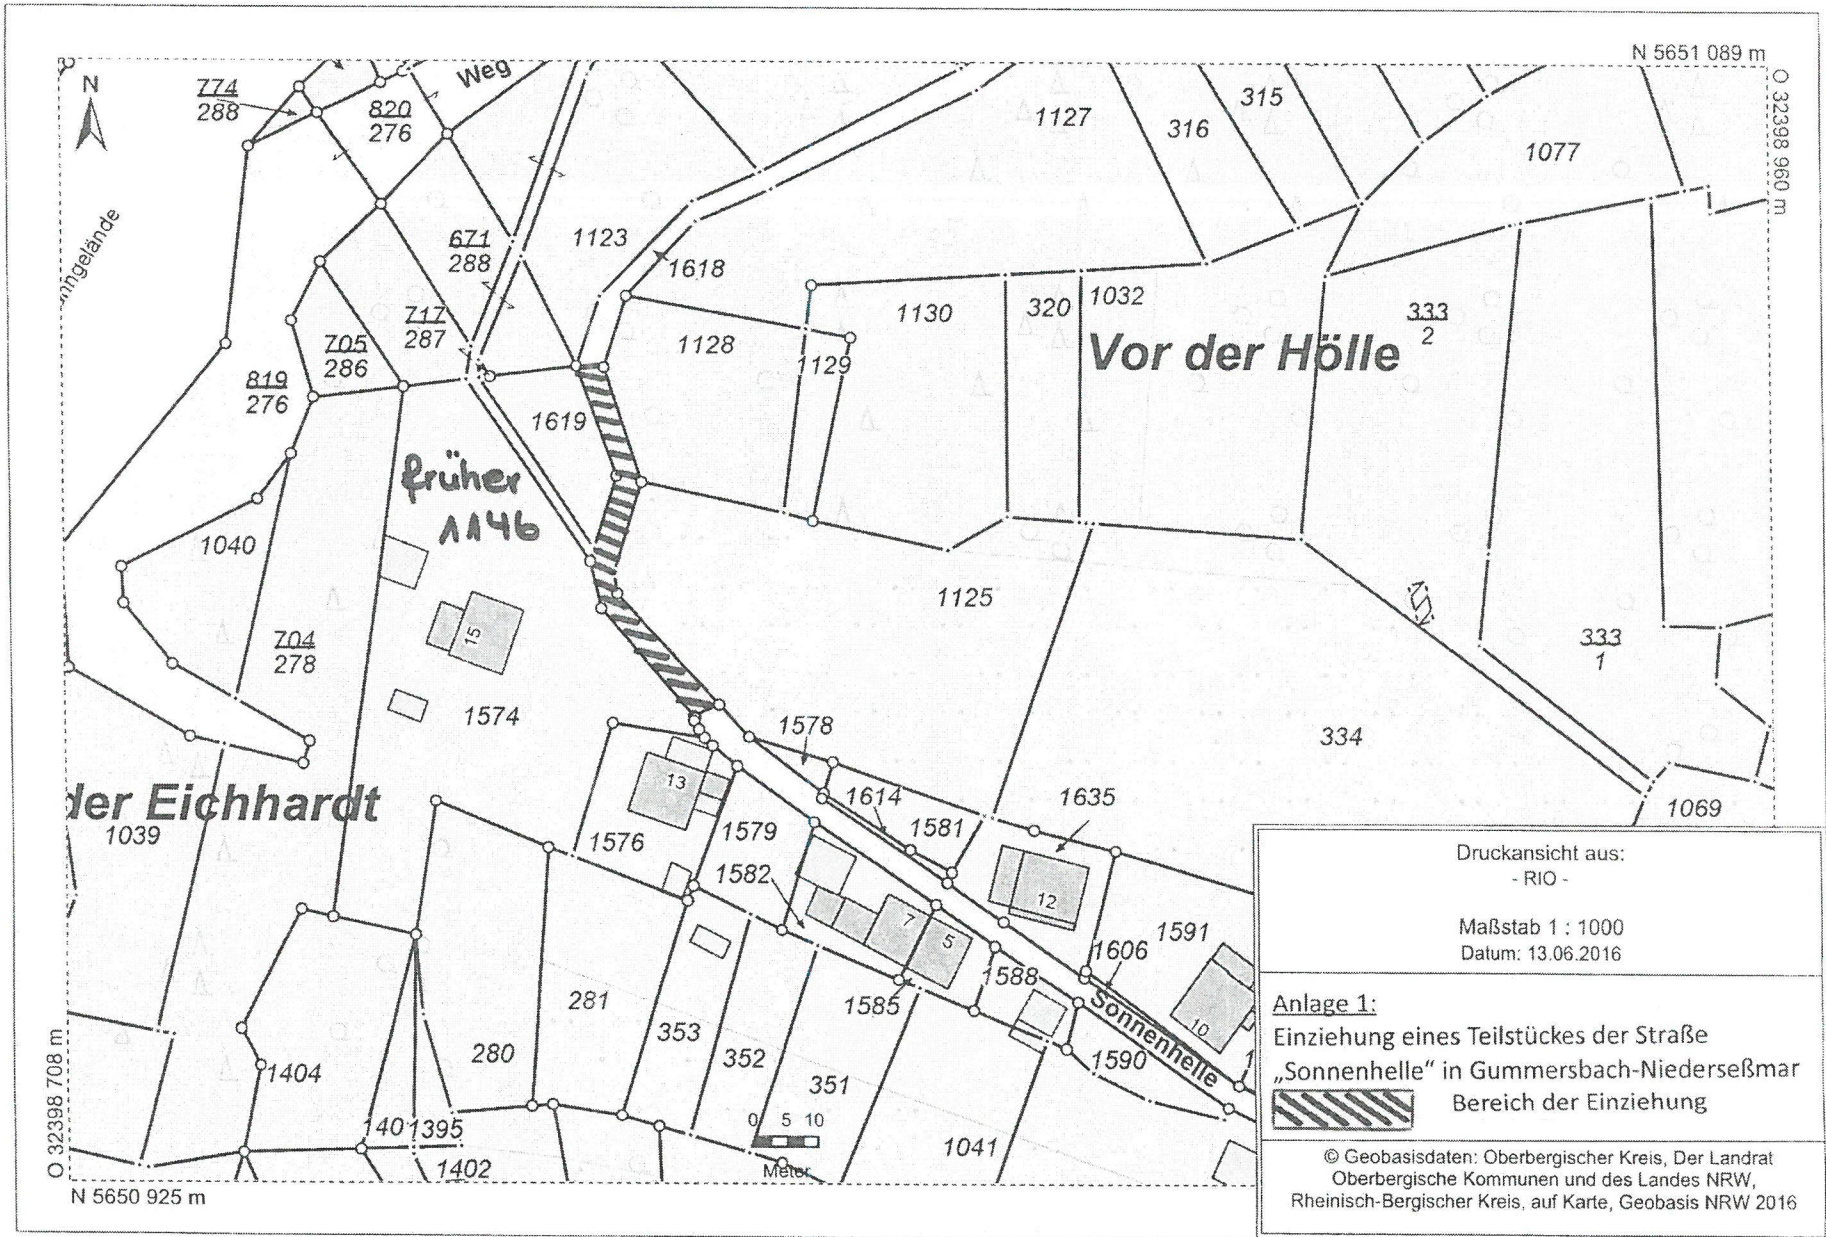 N 5651 089 m
O 32398 960 m
N
774
288
820
276
Weg
1127
316
315
1077
671
288
1123
1618
717
287
705
286
819
276
1128
1129
1130
320
1032
333
2
Vor der Hölle
1619
früher
1146
1040
704
278
15
1574
1125
333
1
334
1578
1069
der Eichhardt
1039
13
1576
1579
1614
1581
1635
1582
12
7
5
1585
1588
1606
1591
10
Sonnenhelle
1590
281
280
353
352
351
1404
140
1395
1402
1041
0 5 10
Meter
O 32398 708 m
N 5650 925 m
Druckansicht aus:
- RIO -
Maßstab 1 : 1000
Datum: 13.06.2016
Anlage 1:
Einziehung eines Teilstückes der Straße
„Sonnenhelle“ in Gummersbach-Niederseßmar
Bereich der Einziehung
© Geobasisdaten: Oberbergischer Kreis, Der Landrat
Oberbergische Kommunen und des Landes NRW,
Rheinisch-Bergischer Kreis, auf Karte, Geobasis NRW 2016